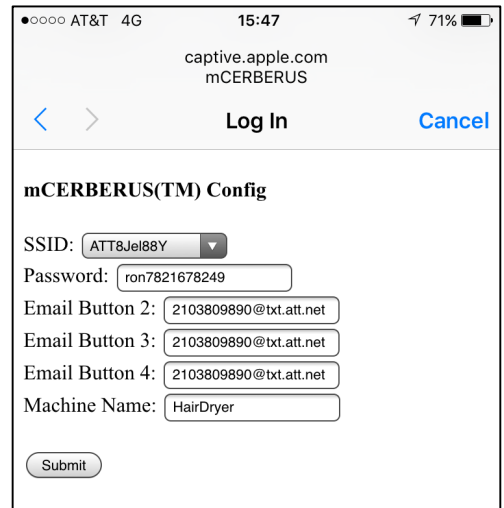 AT&T 4G 15:47 71%
captive.apple.com
mCERBERUS
Log In Cancel
mCERBERUS(TM) Config
SSID: ATT8Jel88Y
Password: ron7821678249
Email Button 2: 2103809890@txt.att.net
Email Button 3: 2103809890@txt.att.net
Email Button 4: 2103809890@txt.att.net
Machine Name: HairDryer
Submit